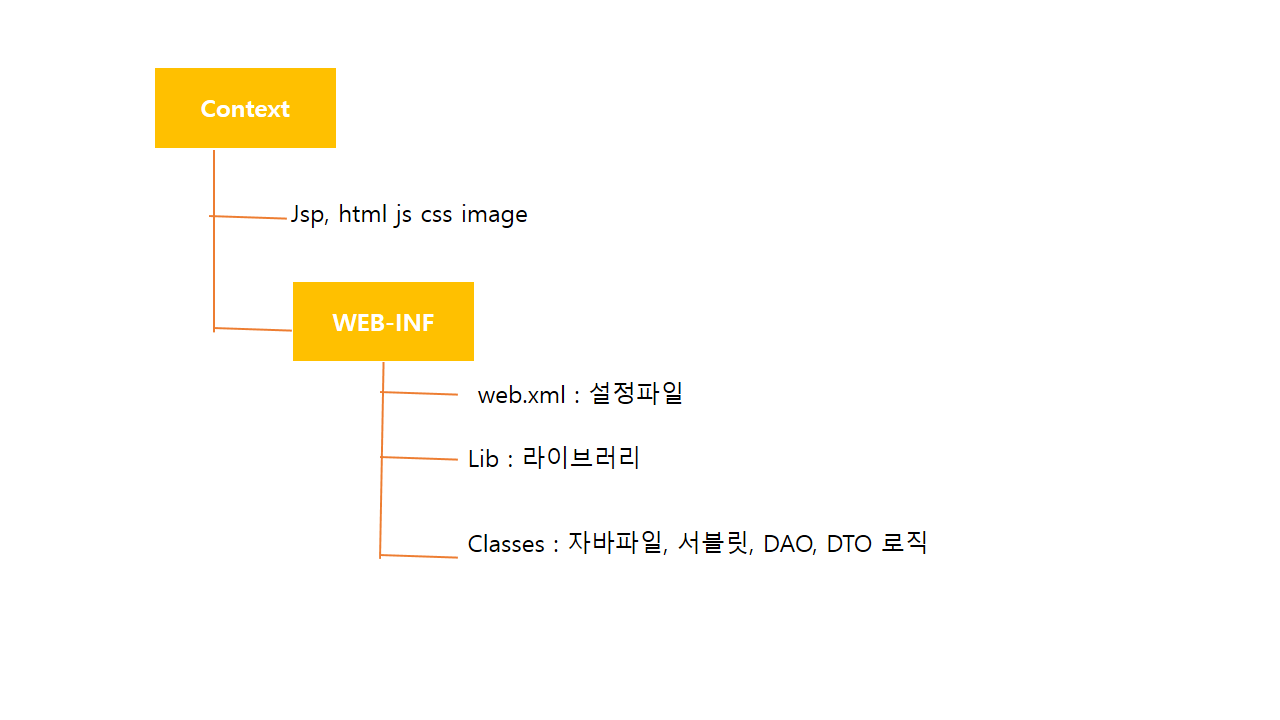 Context
Jsp, html js css image
WEB-INF
web.xml : 설정파일
Lib : 라이브러리
Classes : 자바파일, 서블릿, DAO, DTO 로직